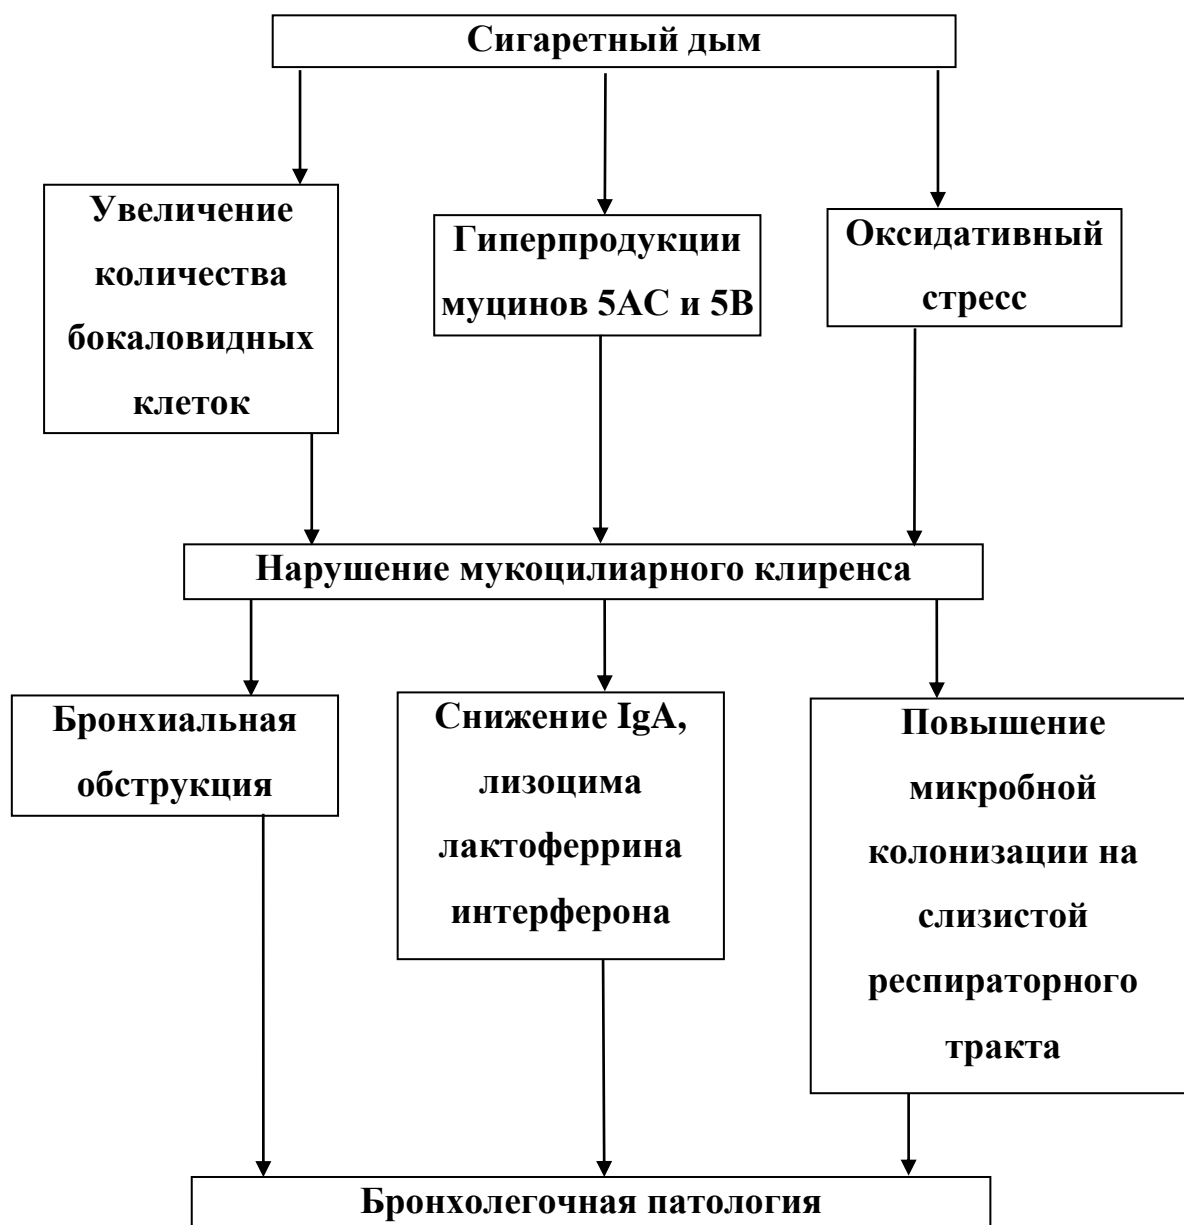 Сигаретный дым
Увеличение
количества
бокаловидных
клеток
Гиперпродукции
муцинов 5АС и 5В
Оксидативный
стресс
Нарушение мукоцилиарного клиренса
Бронхиальная
обструкция
Снижение IgA,
лизоцима
лактоферрина
интерферона
Повышение
микробной
колонизации на
слизистой
респираторного
тракта
Бронхолегочная патология